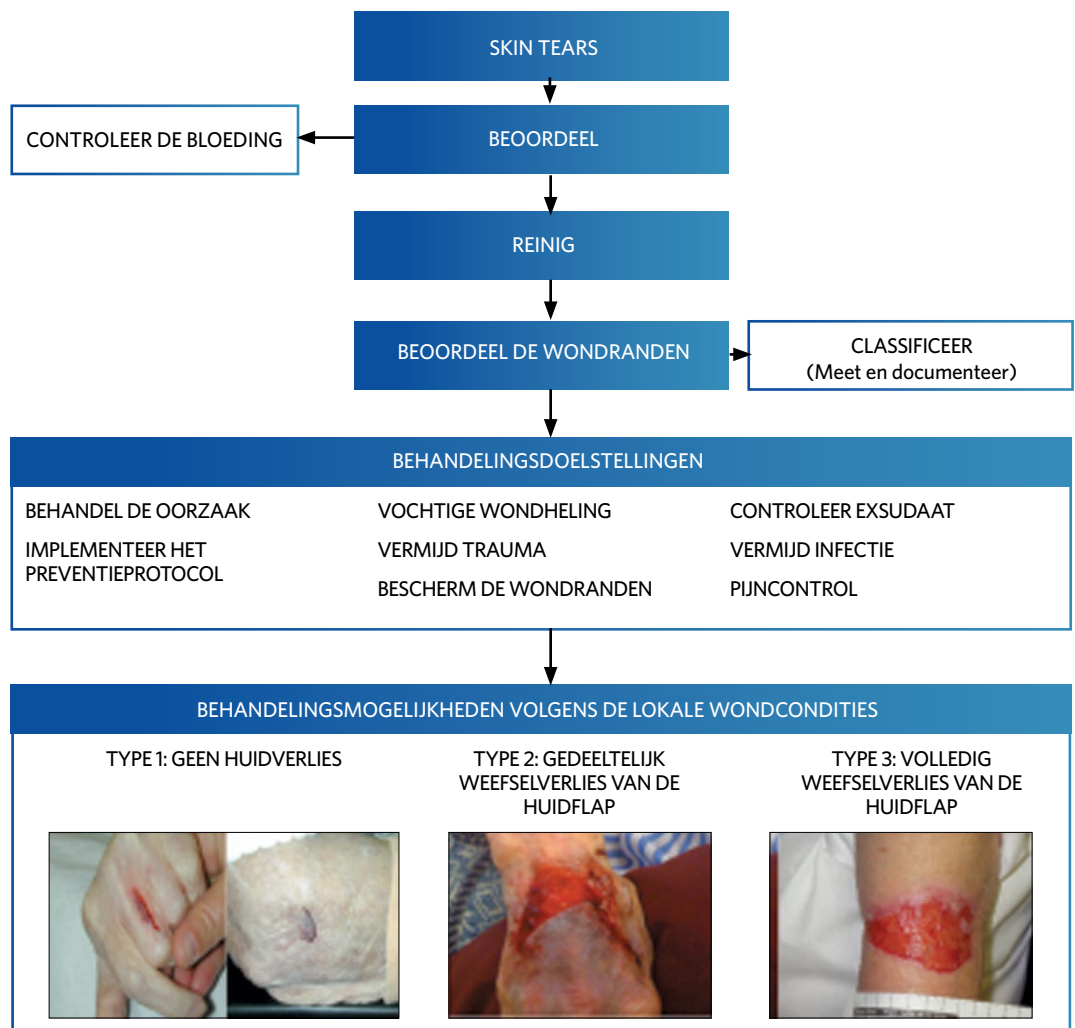 SKIN TEARS
CONTROLEER DE BLOEDING
BEOORDEEL
REINIG
BEOORDEEL DE WONDRANDEN
CLASSIFICEER
(Meet en documenteer)
BEHANDELINGSDOELSTELLINGEN
BEHANDEL DE OORZAAK
IMPLEMENTEER HET
PREVENTIEPROTOCOL
VOCHTIGE WONDHELING
VERMIJD TRAUMA
BESCHERM DE WONDRANDEN
CONTROLEER EXSUDAAT
VERMIJD INFECTIE
PIJNCONTROL
BEHANDELINGSMOGELIJKHEDEN VOLGENS DE LOKALE WONDCONDITIES
TYPE 1: GEEN HUIDVERLIES
TYPE 2: GEDEELTELIJK
WEEFSELVERLIES VAN DE
HUIDFLAP
TYPE 3: VOLLEDIG
WEEFSELVERLIES VAN DE
HUIDFLAP